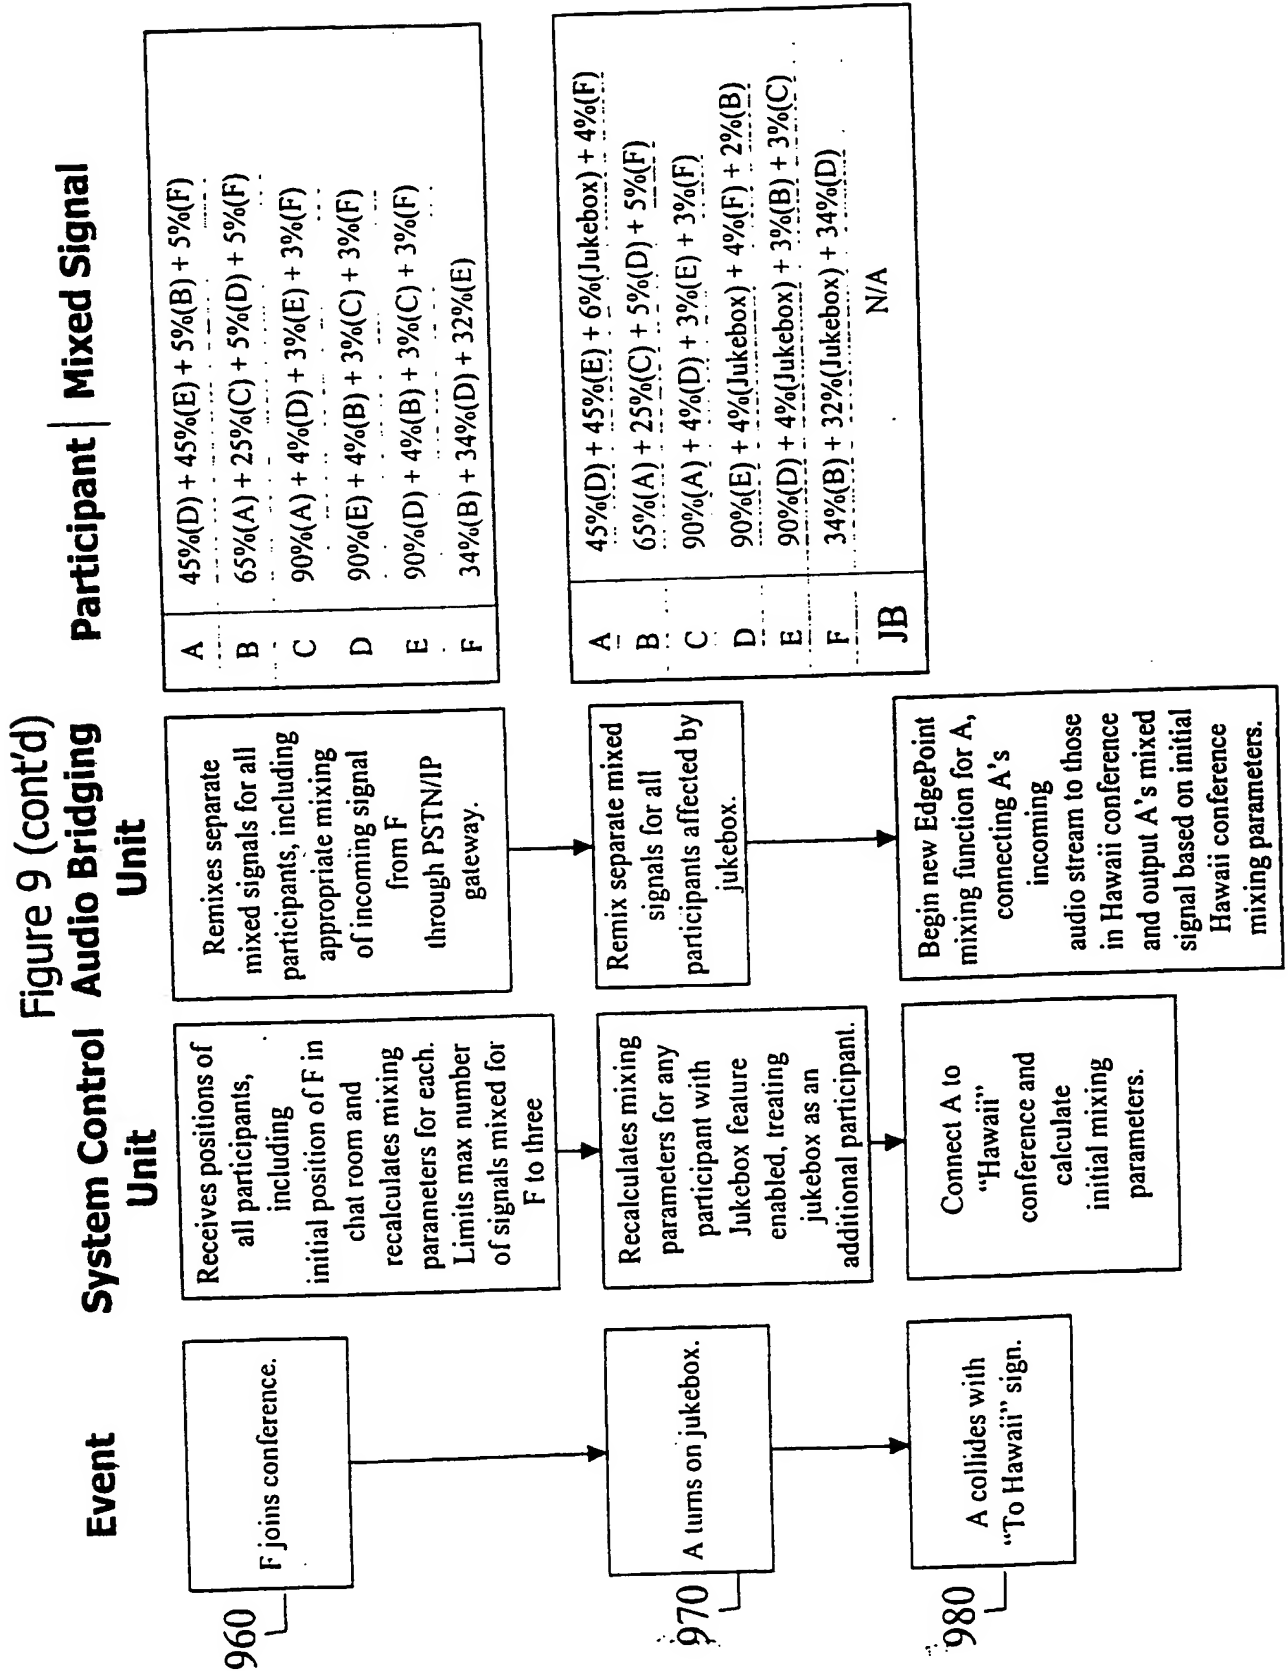 Figure 9 (cont'd)
Event
System Control
Unit
Audio Bridging
Unit
Participant | Mixed Signal
960
F joins conference.
Receives positions of
all participants,
including
initial position of F in
chat room and
recalculates mixing
parameters for each.
Limits max number
of signals mixed for
F to three
Remixes separate
mixed signals for all
participants, including
appropriate mixing
of incoming signal
from F
through PSTN/IP
gateway.
A 45%(D) + 45%(E) + 5%(B) + 5%(F)
B 65%(A) + 25%(C) + 5%(D) + 5%(F)
C 90%(A) + 4%(D) + 3%(E) + 3%(F)
D 90%(E) + 4%(B) + 3%(C) + 3%(F)
E 90%(D) + 4%(B) + 3%(C) + 3%(F)
F 34%(B) + 34%(D) + 32%(E)
970
A turns on jukebox.
Recalculates mixing
parameters for any
participant with
Jukebox feature
enabled, treating
jukebox as an
additional participant.
Remix separate mixed
signals for all
participants affected by
jukebox.
A 45%(D) + 45%(E) + 6%(Jukebox) + 4%(F)
B 65%(A) + 25%(C) + 5%(D) + 5%(F)
C 90%(A) + 4%(D) + 3%(E) + 3%(F)
D 90%(E) + 4%(Jukebox) + 4%(F) + 2%(B)
E 90%(D) + 4%(Jukebox) + 3%(B) + 3%(C)
F 34%(B) + 32%(Jukebox) + 34%(D)
JB N/A
980
A collides with
“To Hawaii” sign.
Connect A to
“Hawaii”
conference and
calculate
initial mixing
parameters.
Begin new EdgePoint
mixing function for A,
connecting A's
incoming
audio stream to those
in Hawaii conference
and output A's mixed
signal based on initial
Hawaii conference
mixing parameters.